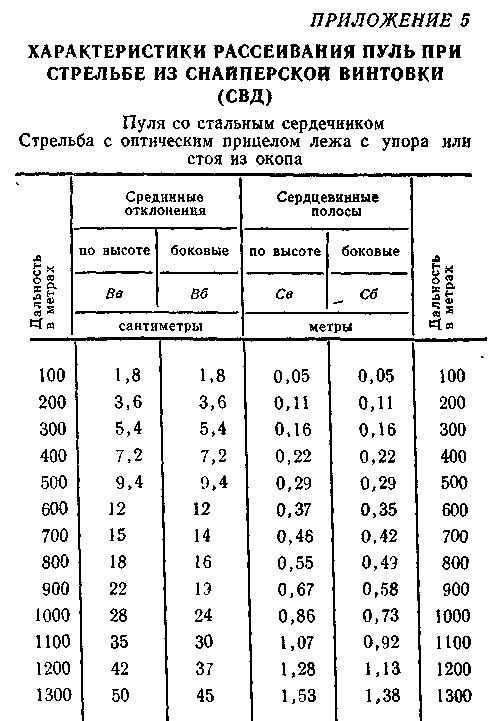 ПРИЛОЖЕНИЕ 5
ХАРАКТЕРИСТИКИ РАССЕИВАНИЯ ПУЛЬ ПРИ
СТРЕЛЬБЕ ИЗ СНАЙПЕРСКОЙ ВИНТОВКИ
(СВД)
Пуля со стальным сердечником
Стрельба с оптическим прицелом лежа с упора или
стоя из окопа
Дальность
в метрах
Срединные
отклонения
Сердцевинные
полосы
Дальность
в метрах
по высоте боковые по высоте боковые
Вв Вб Св Сб
сантиметры метры
100 1,8 1,8 0,05 0,05 100
200 3,6 3,6 0,11 0,11 200
300 5,4 5,4 0,16 0,16 300
400 7,2 7,2 0,22 0,22 400
500 9,4 9,4 0,29 0,29 500
600 12 12 0,37 0,35 600
700 15 14 0,46 0,42 700
800 18 16 0,55 0,49 800
900 22 19 0,67 0,58 900
1000 28 24 0,86 0,73 1000
1100 35 30 1,07 0,92 1100
1200 42 37 1,28 1,13 1200
1300 50 45 1,53 1,38 1300